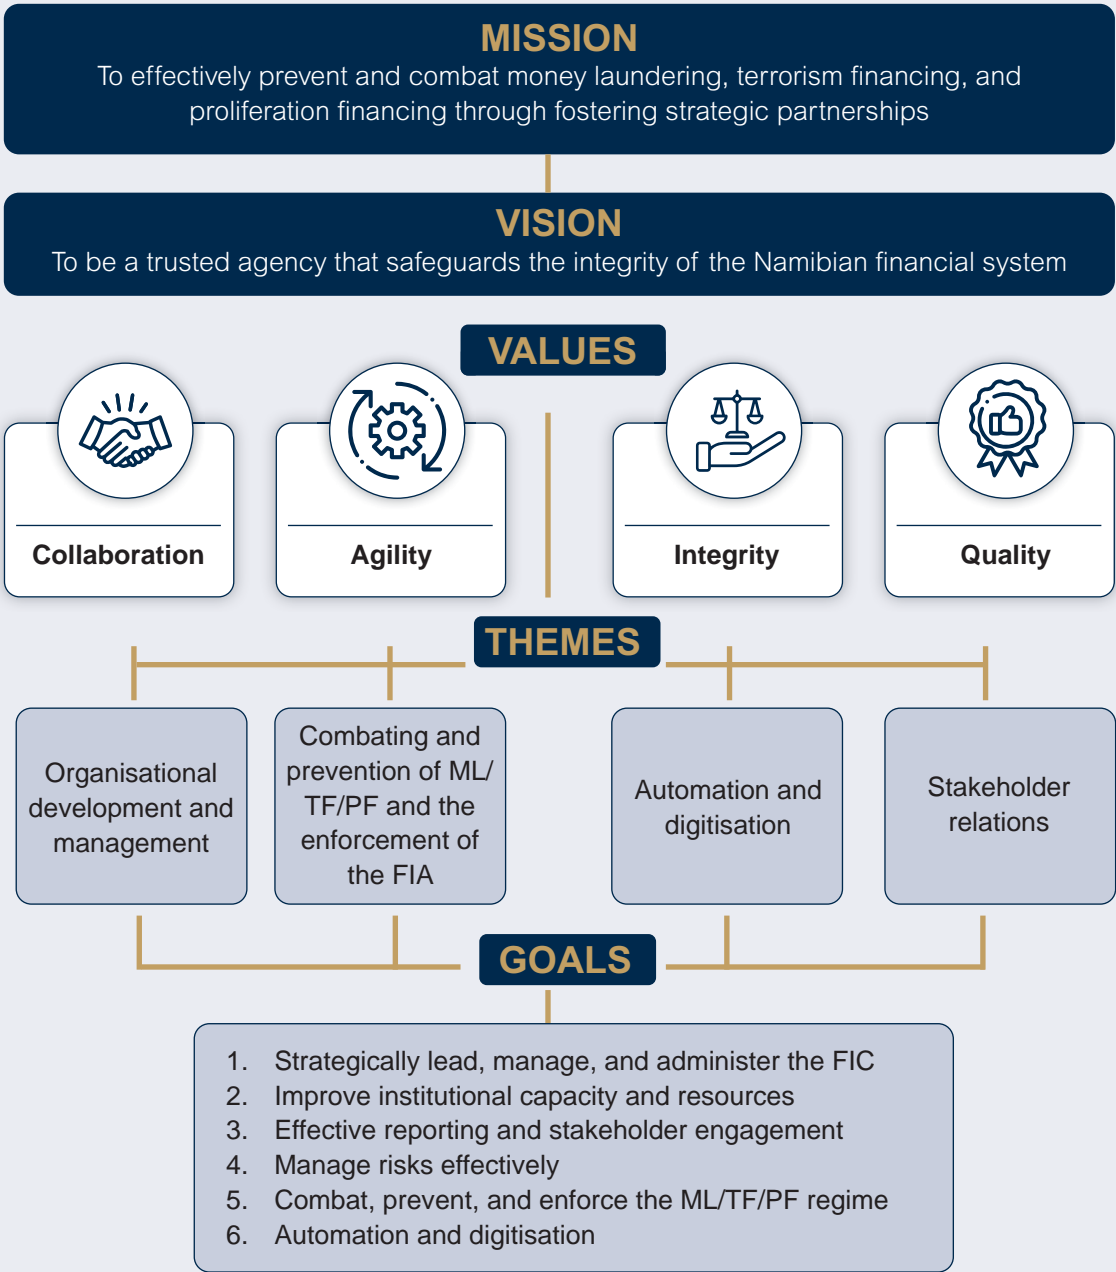 MISSION
To effectively prevent and combat money laundering, terrorism financing, and
proliferation financing through fostering strategic partnerships
VISION
To be a trusted agency that safeguards the integrity of the Namibian financial system
VALUES
Collaboration
Agility
Integrity
Quality
THEMES
Organisational
development and
management
Combating and
prevention of ML/
TF/PF and the
enforcement of
the FIA
Automation and
digitisation
Stakeholder
relations
GOALS
1. Strategically lead, manage, and administer the FIC
2. Improve institutional capacity and resources
3. Effective reporting and stakeholder engagement
4. Manage risks effectively
5. Combat, prevent, and enforce the ML/TF/PF regime
6. Automation and digitisation